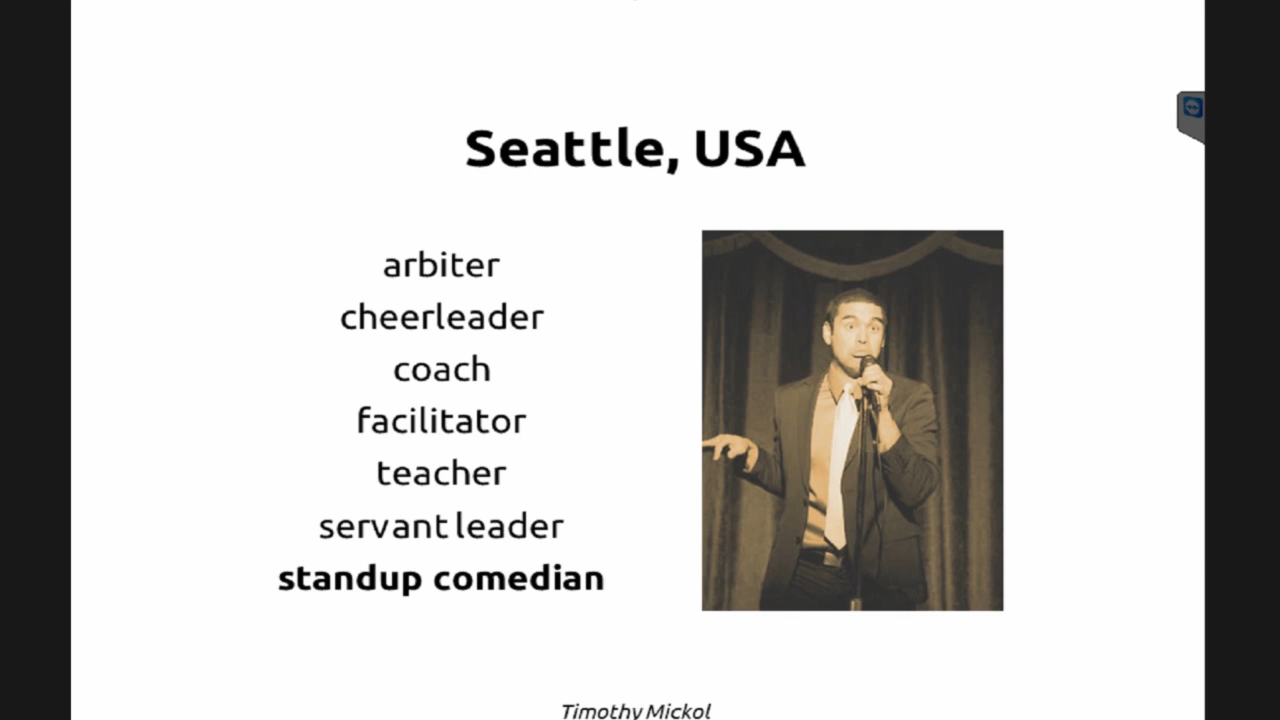 Seattle, USA
arbiter
cheerleader
coach
facilitator
teacher
servant leader
standup comedian
Timothy Mickol